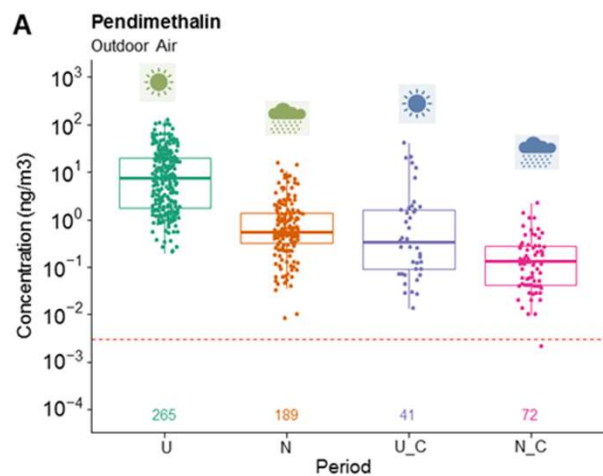 A
Pendimethalin
Outdoor Air
Concentration (ng/m3)
10³
10²
10¹
10⁰
10⁻¹
10⁻²
10⁻³
10⁻⁴
265 189 41 72
U N U_C N_C
Period